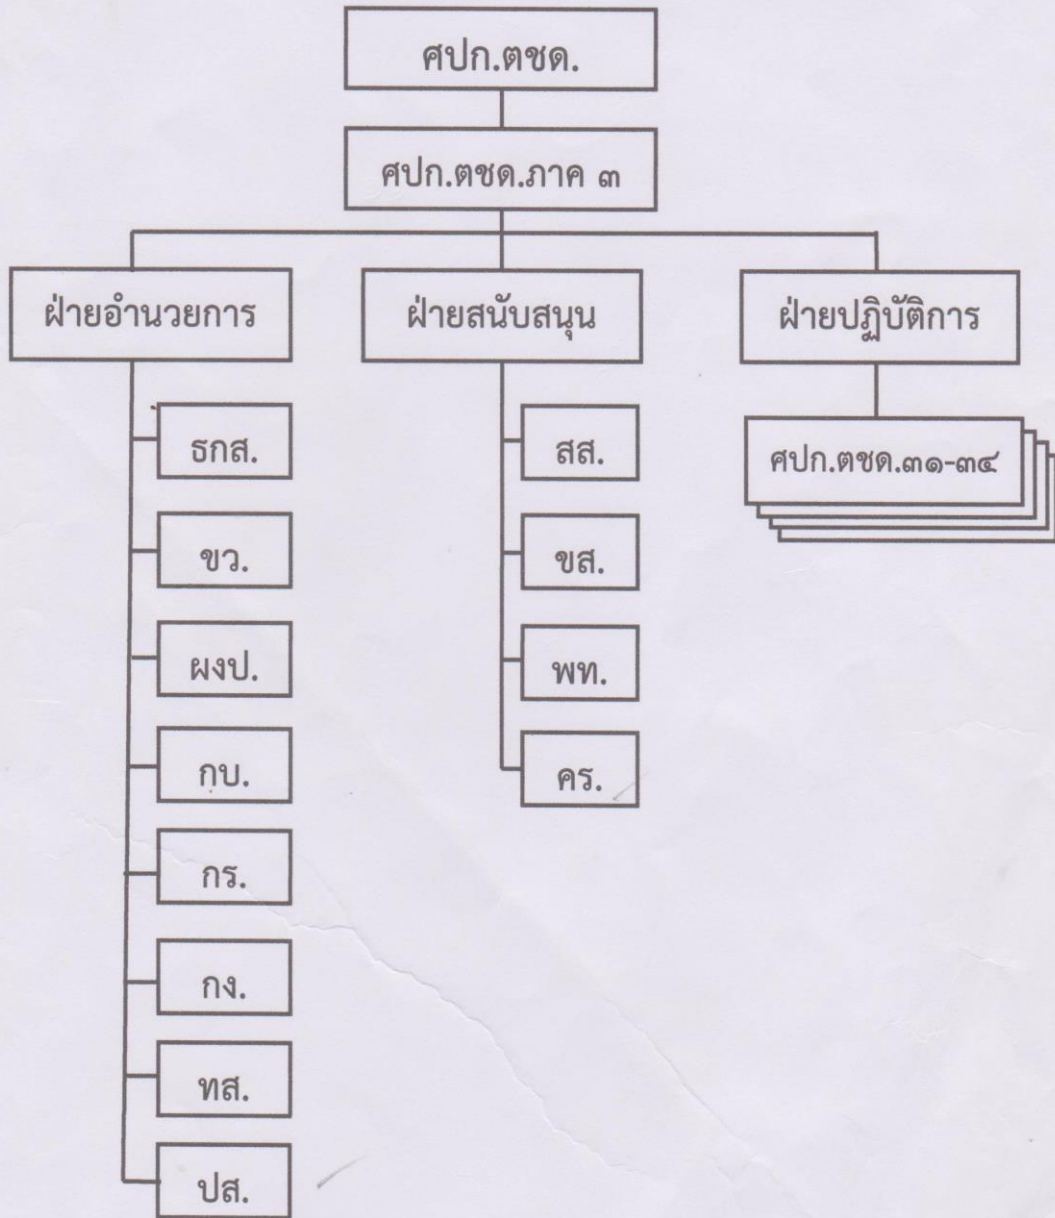 ศปก.ตชด.
ศปก.ตชด.ภาค ๓
ฝ่ายอำนวยการ
ธกส.
ขว.
ผงป.
กบ.
กร.
กง.
ทส.
ปส.
ฝ่ายสนับสนุน
สส.
ขส.
พท.
คร.
ฝ่ายปฏิบัติการ
ศปก.ตชด.๓๑-๓๔